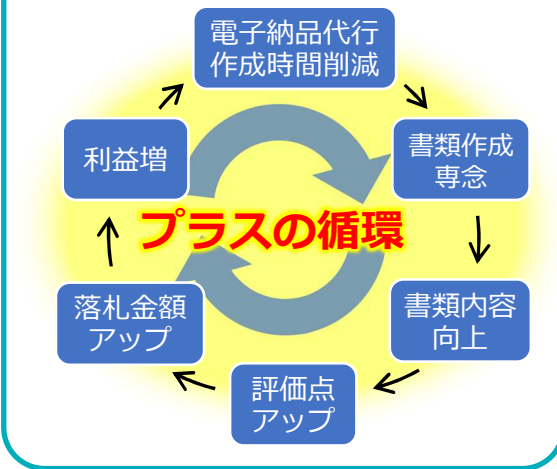 電子納品代行
作成時間削減
利益増
書類作成
専念
プラスの循環
落札金額
アップ
書類内容
向上
評価点
アップ